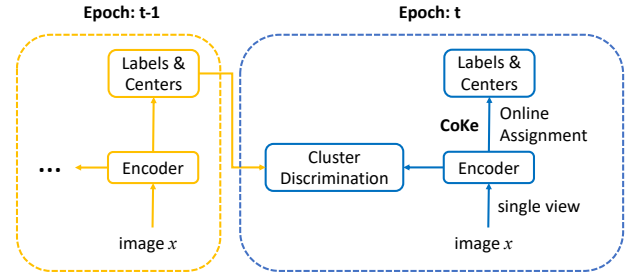 Epoch: t-1
Epoch: t
Labels &
Centers
Labels &
Centers
CoKe
Online
Assignment
...
Encoder
Cluster
Discrimination
Encoder
single view
image x
image x